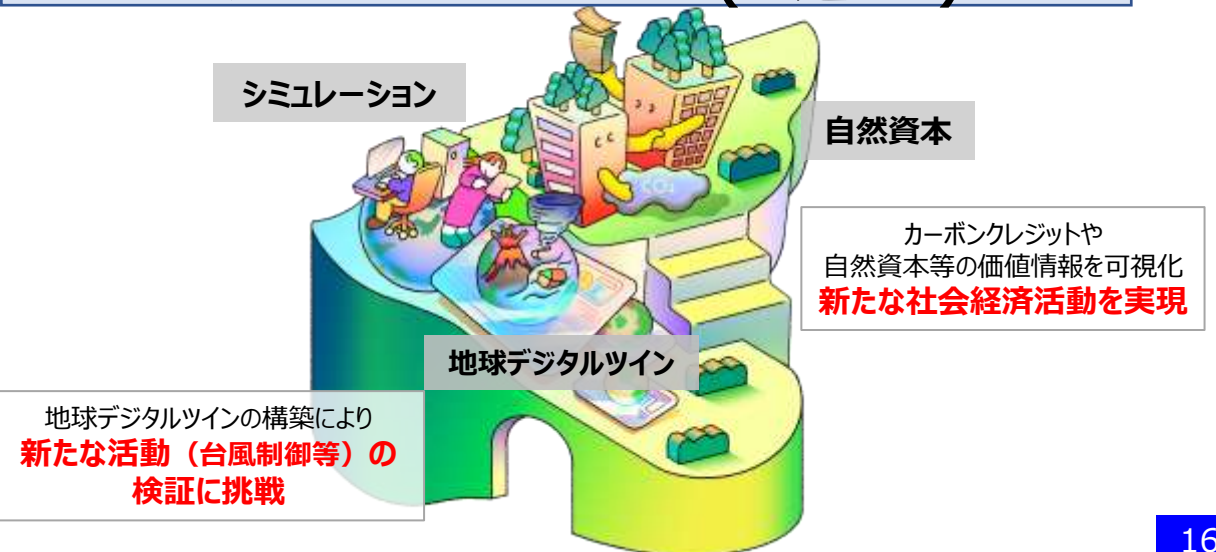 シミュレーション
自然資本
カーボンクレジットや
自然資本等の価値情報を可視化
新たな社会経済活動を実現
CO₂
地球デジタルツイン
地球デジタルツインの構築により
新たな活動（台風制御等）の
検証に挑戦
16